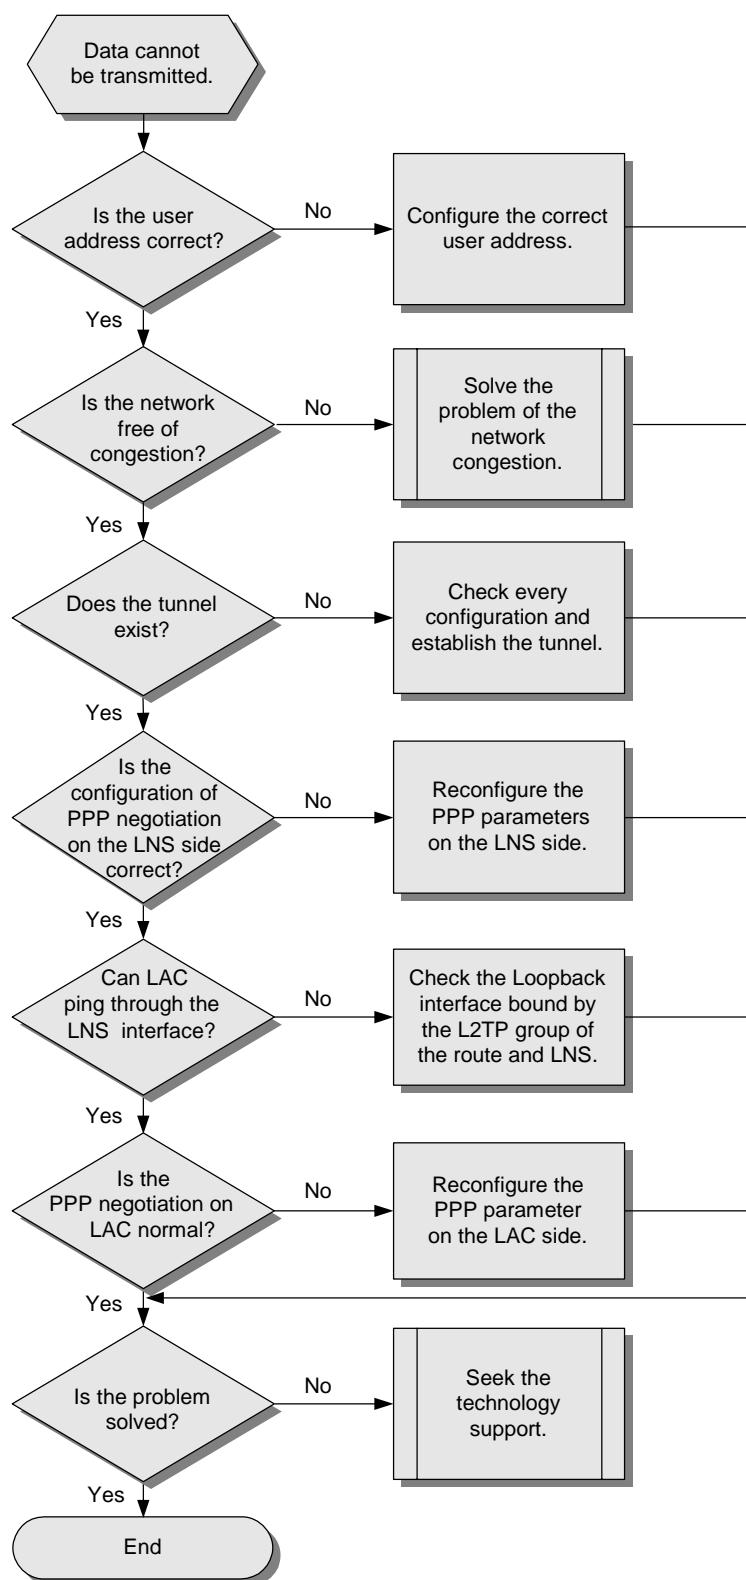 Data cannot
be transmitted.
Is the user
address correct?
No
Configure the correct
user address.
Yes
Is the network
free of
congestion?
No
Solve the
problem of the
network
congestion.
Yes
Does the tunnel
exist?
No
Check every
configuration and
establish the tunnel.
Yes
Is the
configuration of
PPP negotiation
on the LNS side
correct?
No
Reconfigure the
PPP parameters
on the LNS side.
Yes
Can LAC
ping through the
LNS interface?
No
Check the Loopback
interface bound by
the L2TP group of
the route and LNS.
Yes
Is the
PPP negotiation on
LAC normal?
No
Reconfigure the
PPP parameter
on the LAC side.
Yes
Is the problem
solved?
No
Seek the
technology
support.
Yes
End